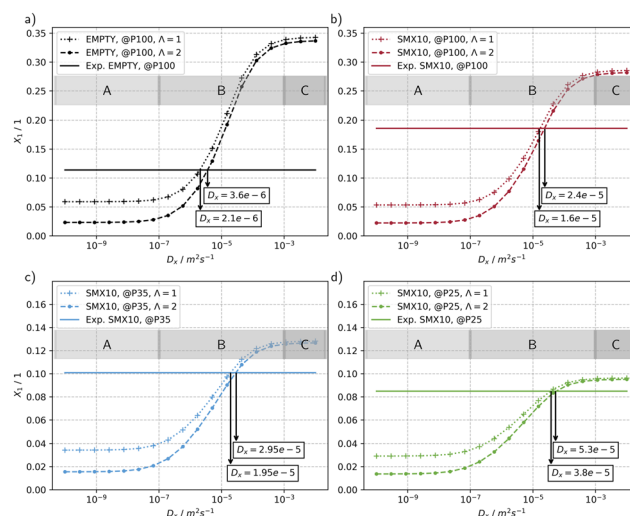 a)
EMPTY, @P100, Λ = 1
EMPTY, @P100, Λ = 2
Exp. EMPTY, @P100
A
B
C
X₁ / 1
0.35
0.30
0.25
0.20
0.15
0.10
0.05
0.00
Dₓ = 3.6e − 6
Dₓ = 2.1e − 6
10⁻⁹
10⁻⁷
10⁻⁵
10⁻³
Dₓ / m²s⁻¹
b)
SMX10, @P100, Λ = 1
SMX10, @P100, Λ = 2
Exp. SMX10, @P100
A
B
C
0.35
0.30
0.25
0.20
0.15
0.10
0.05
0.00
Dₓ = 2.4e − 5
Dₓ = 1.6e − 5
10⁻⁹
10⁻⁷
10⁻⁵
10⁻³
Dₓ / m²s⁻¹
c)
SMX10, @P35, Λ = 1
SMX10, @P35, Λ = 2
Exp. SMX10, @P35
A
B
C
X₁ / 1
0.16
0.14
0.12
0.10
0.08
0.06
0.04
0.02
0.00
Dₓ = 2.95e − 5
Dₓ = 1.95e − 5
10⁻⁹
10⁻⁷
10⁻⁵
10⁻³
Dₓ / m²s⁻¹
d)
SMX10, @P25, Λ = 1
SMX10, @P25, Λ = 2
Exp. SMX10, @P25
A
B
C
0.16
0.14
0.12
0.10
0.08
0.06
0.04
0.02
0.00
Dₓ = 5.3e − 5
Dₓ = 3.8e − 5
10⁻⁹
10⁻⁷
10⁻⁵
10⁻³
Dₓ / m²s⁻¹